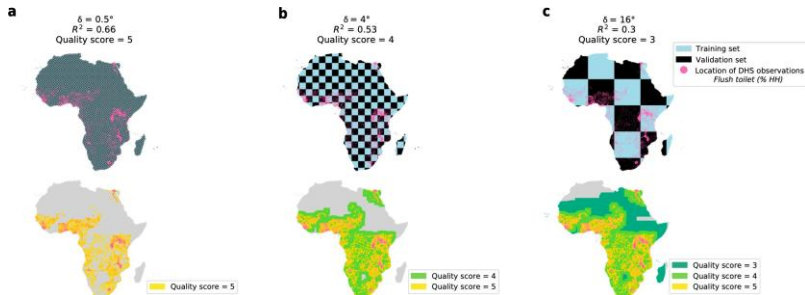 a
δ = 0.5°
R² = 0.66
Quality score = 5
b
δ = 4°
R² = 0.53
Quality score = 4
c
δ = 16°
R² = 0.3
Quality score = 3
Training set
Validation set
Location of DHS observations
Flush toilet (% HH)
Quality score = 5
Quality score = 4
Quality score = 5
Quality score = 3
Quality score = 4
Quality score = 5